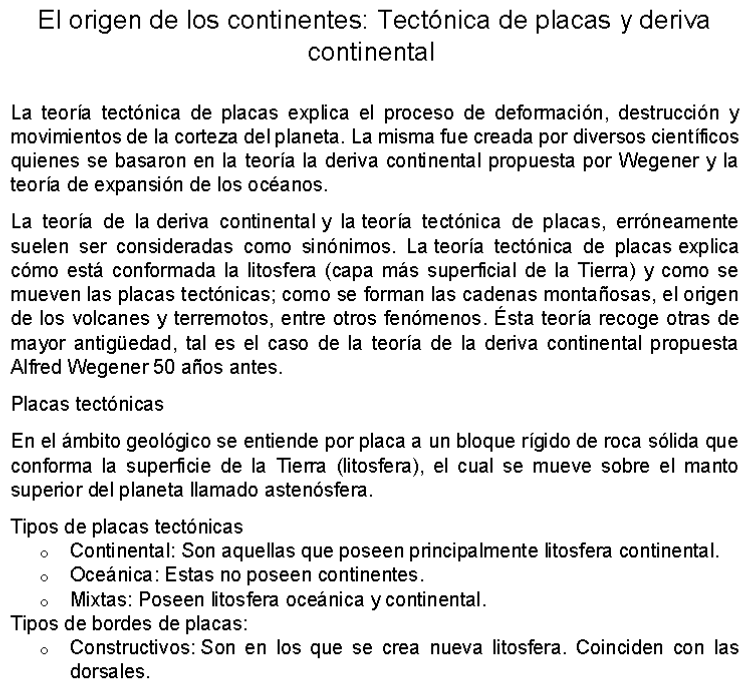 El origen de los continentes: Tectónica de placas y deriva
continental
La teoría tectónica de placas explica el proceso de deformación, destrucción y
movimientos de la corteza del planeta. La misma fue creada por diversos científicos
quienes se basaron en la teoría la deriva continental propuesta por Wegener y la
teoría de expansión de los océanos.
La teoría de la deriva continental y la teoría tectónica de placas, erróneamente
suelen ser consideradas como sinónimos. La teoría tectónica de placas explica
cómo está conformada la litosfera (capa más superficial de la Tierra) y como se
mueven las placas tectónicas; como se forman las cadenas montañosas, el origen
de los volcanes y terremotos, entre otros fenómenos. Ésta teoría recoge otras de
mayor antigüedad, tal es el caso de la teoría de la deriva continental propuesta
Alfred Wegener 50 años antes.
Placas tectónicas
En el ámbito geológico se entiende por placa a un bloque rígido de roca sólida que
conforma la superficie de la Tierra (litosfera), el cual se mueve sobre el manto
superior del planeta llamado astenósfera.
Tipos de placas tectónicas
o Continental: Son aquellas que poseen principalmente litosfera continental.
o Oceánica: Estas no poseen continentes.
o Mixtas: Poseen litosfera oceánica y continental.
Tipos de bordes de placas:
o Constructivos: Son en los que se crea nueva litosfera. Coinciden con las
dorsales.